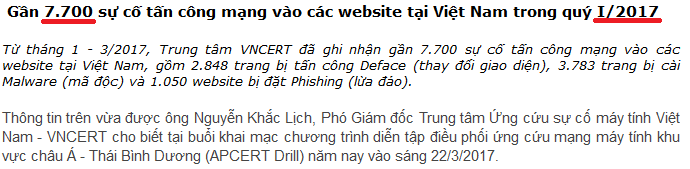 Gần 7.700 sự cố tấn công mạng vào các website tại Việt Nam trong quý I/2017
Từ tháng 1 - 3/2017, Trung tâm VNCERT đã ghi nhận gần 7.700 sự cố tấn công mạng vào các
website tại Việt Nam, gồm 2.848 trang bị tấn công Deface (thay đổi giao diện), 3.783 trang bị cài
Malware (mã độc) và 1.050 website bị đặt Phishing (lừa đảo).
Thông tin trên vừa được ông Nguyễn Khắc Lịch, Phó Giám đốc Trung tâm Ứng cứu sự cố máy tính Việt
Nam - VNCERT cho biết tại buổi khai mạc chương trình diễn tập điều phối ứng cứu mạng máy tính khu
vực châu Á - Thái Bình Dương (APCERT Drill) năm nay vào sáng 22/3/2017.